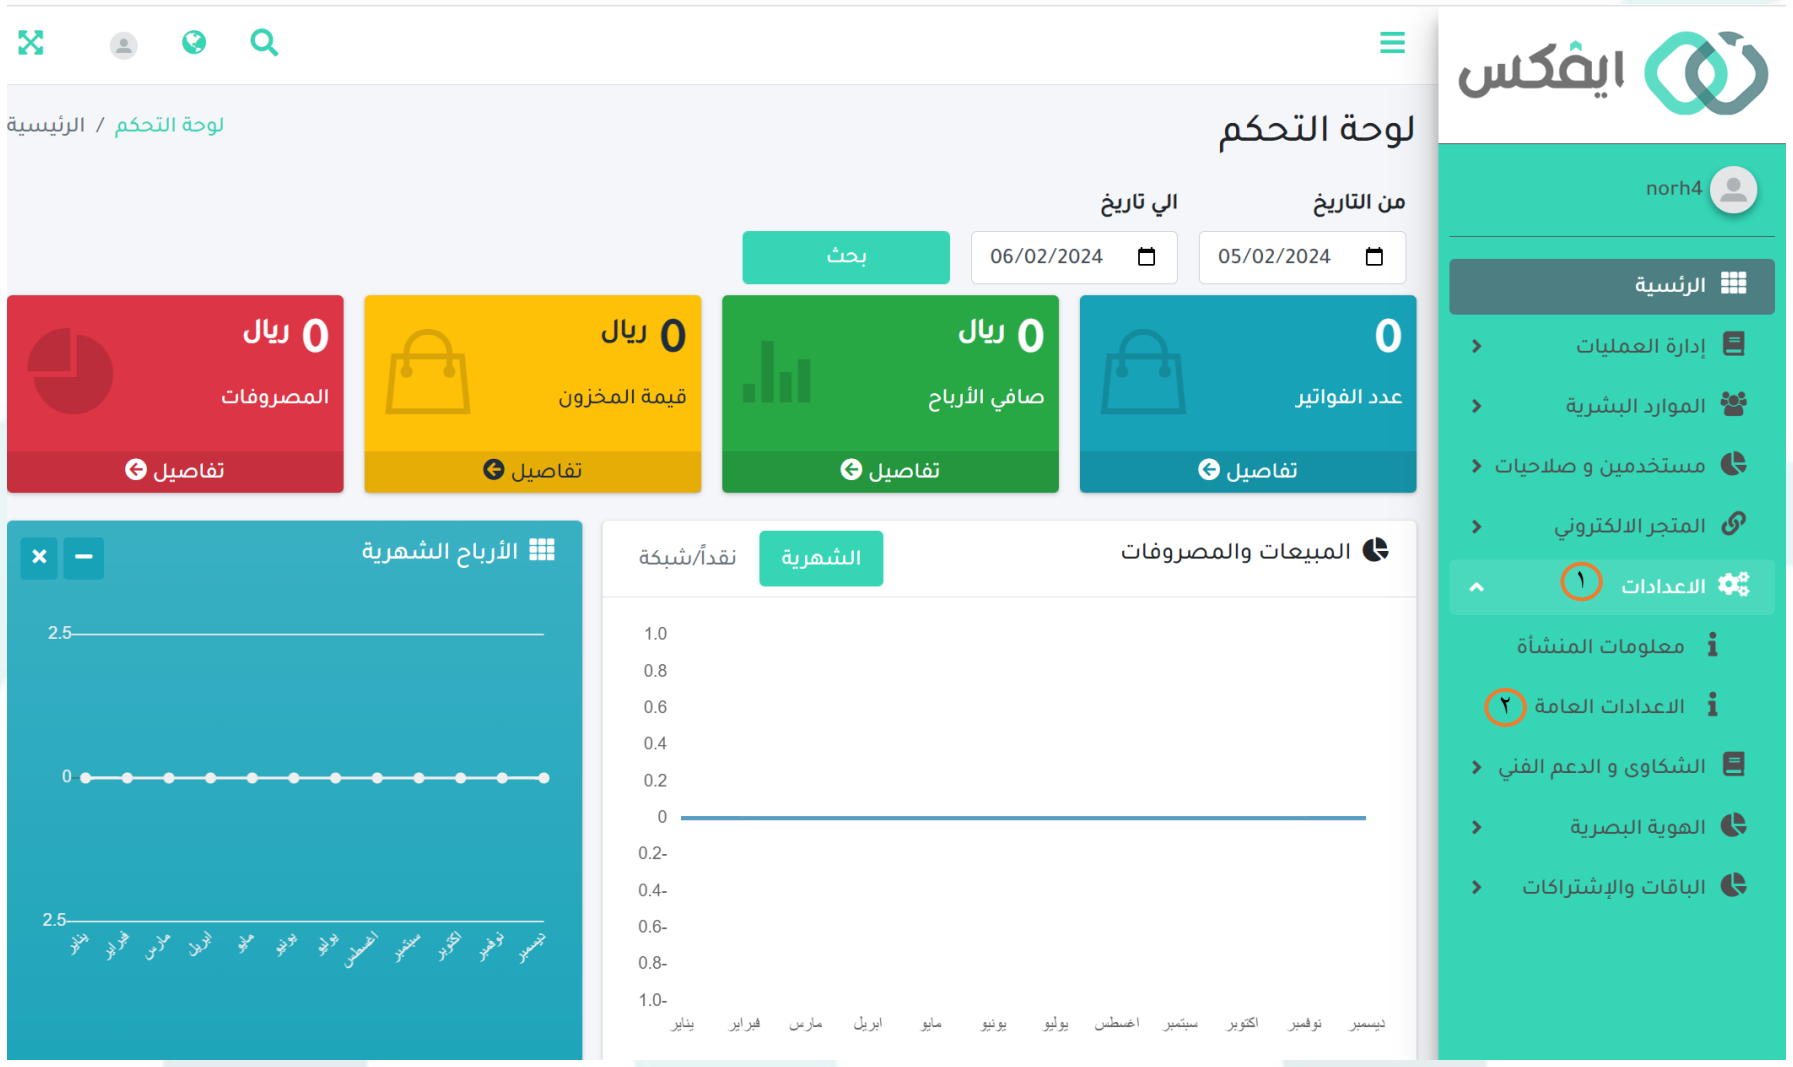 ايفكس
norh4
الرئسية
إدارة العمليات
الموارد البشرية
مستخدمين و صلاحيات
المتجر الالكتروني
الاعدادات ١
معلومات المنشأة
الاعدادات العامة ٢
الشكاوى و الدعم الفني
الهوية البصرية
الباقات والإشتراكات
لوحة التحكم
الرئيسية / لوحة التحكم
من التاريخ
الي تاريخ
05/02/2024
06/02/2024
بحث
0
عدد الفواتير
تفاصيل
0 ريال
صافي الأرباح
تفاصيل
0 ريال
قيمة المخزون
تفاصيل
0 ريال
المصروفات
تفاصيل
المبيعات والمصروفات
الشهرية
نقداً/شبكة
1.0
0.8
0.6
0.4
0.2
0
0.2-
0.4-
0.6-
0.8-
1.0-
يناير فبراير مارس ابريل مايو يونيو يوليو اغسطس سبتمبر اكتوبر نوفمبر ديسمبر
الأرباح الشهرية
2.5
0
2.5-
يناير فبراير مارس ابريل مايو يونيو يوليو اغسطس سبتمبر اكتوبر نوفمبر ديسمبر